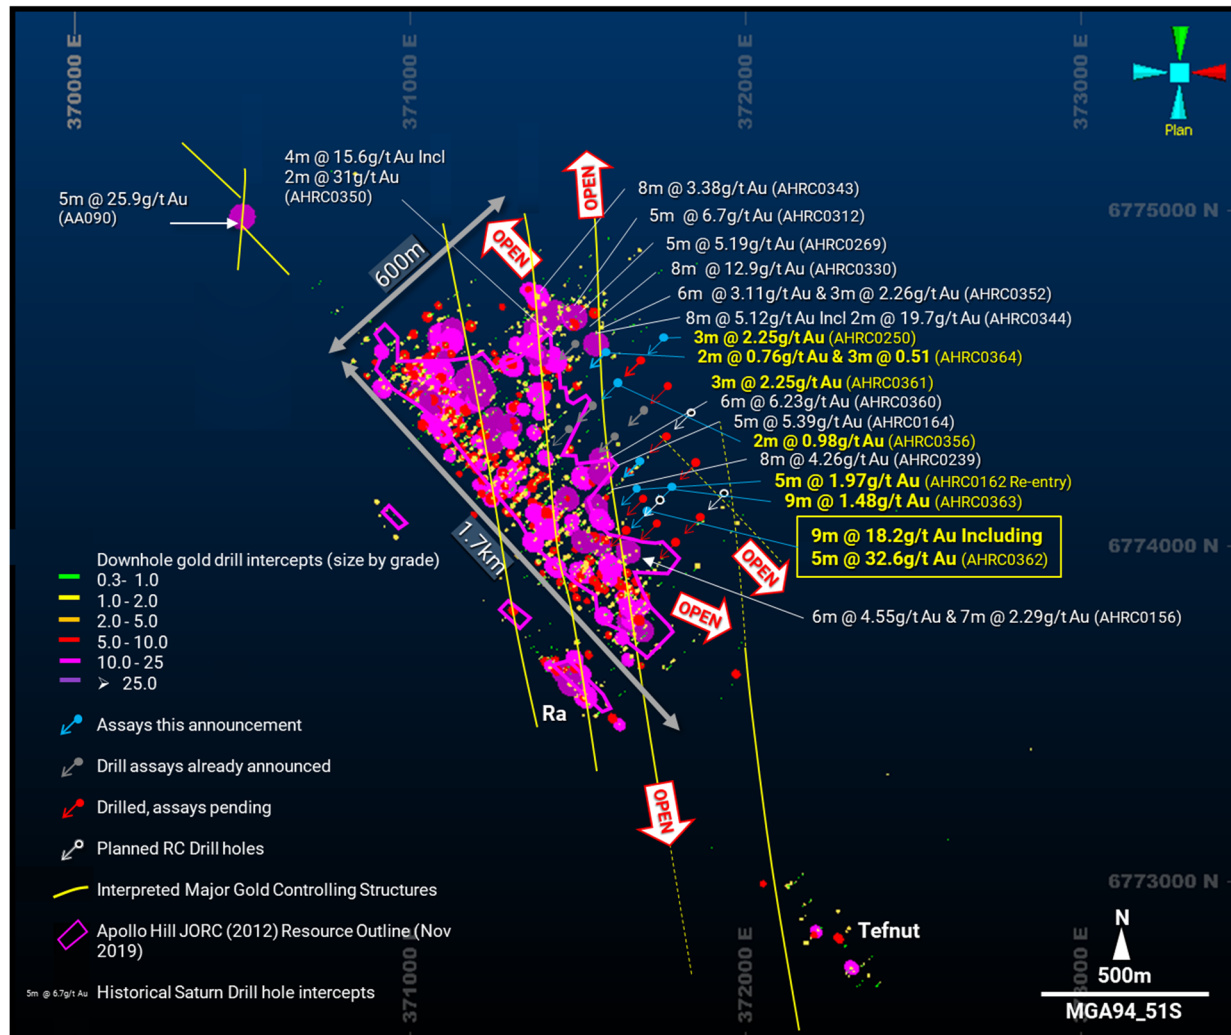 370000 E
371000 E
372000 E
373000 E
Plan
4m @ 15.6g/t Au Incl
2m @ 31g/t Au
(AHRC0350)
5m @ 25.9g/t Au
(AA090)
600m
OPEN
OPEN
8m @ 3.38g/t Au (AHRC0343)
5m @ 6.7g/t Au (AHRC0312)
6775000 N
5m @ 5.19g/t Au (AHRC0269)
8m @ 12.9g/t Au (AHRC0330)
6m @ 3.11g/t Au & 3m @ 2.26g/t Au (AHRC0352)
8m @ 5.12g/t Au Incl 2m @ 19.7g/t Au (AHRC0344)
3m @ 2.25g/t Au (AHRC0250)
2m @ 0.76g/t Au & 3m @ 0.51 (AHRC0364)
3m @ 2.25g/t Au (AHRC0361)
6m @ 6.23g/t Au (AHRC0360)
5m @ 5.39g/t Au (AHRC0164)
2m @ 0.98g/t Au (AHRC0356)
8m @ 4.26g/t Au (AHRC0239)
5m @ 1.97g/t Au (AHRC0162 Re-entry)
9m @ 1.48g/t Au (AHRC0363)
9m @ 18.2g/t Au Including
5m @ 32.6g/t Au (AHRC0362)
6774000 N
1.7km
OPEN
OPEN
6m @ 4.55g/t Au & 7m @ 2.29g/t Au (AHRC0156)
Ra
OPEN
Downhole gold drill intercepts (size by grade)
0.3- 1.0
1.0 - 2.0
2.0 - 5.0
5.0 - 10.0
10.0 - 25
➢ 25.0
Assays this announcement
Drill assays already announced
Drilled, assays pending
Planned RC Drill holes
Interpreted Major Gold Controlling Structures
Apollo Hill JORC (2012) Resource Outline (Nov
2019)
5m @ 6.7g/t Au Historical Saturn Drill hole intercepts
6773000 N
Tefnut
N
500m
MGA94_51S
371000 E
372000 E
373000 E